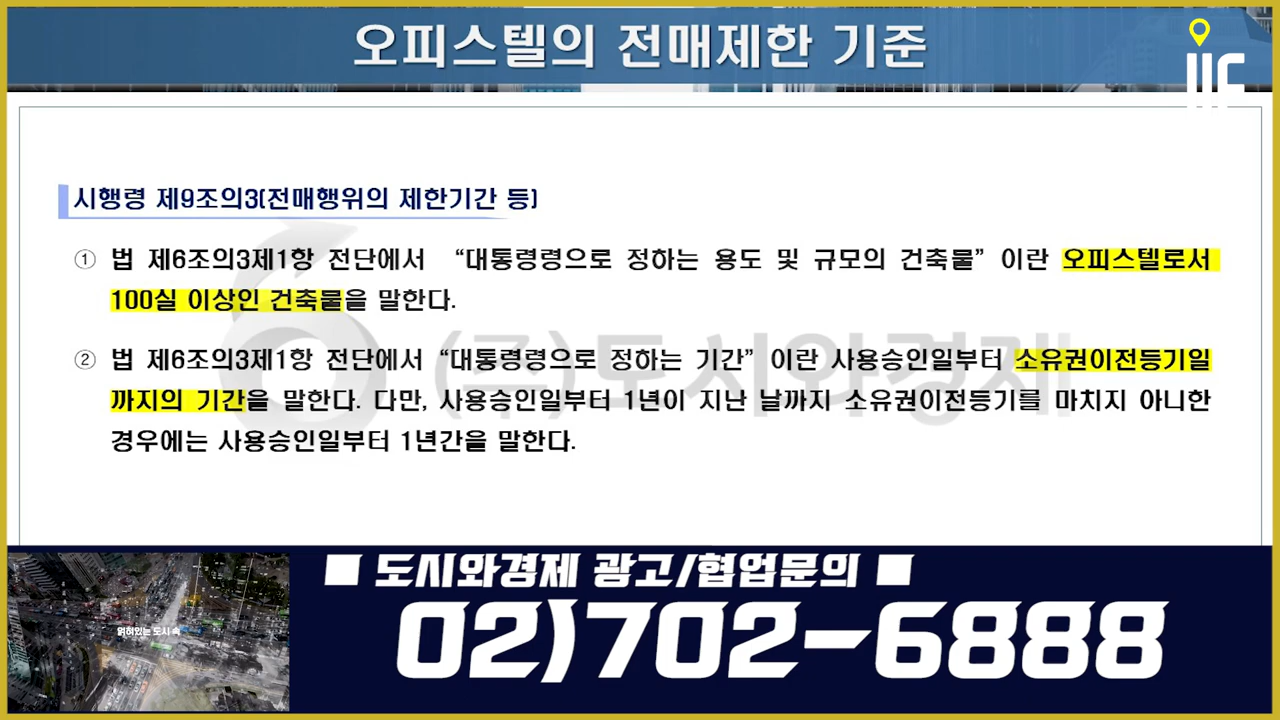 오피스텔의 전매제한 기준
시행령 제9조의3(전매행위의 제한기간 등)
① 법 제6조의3제1항 전단에서 “대통령령으로 정하는 용도 및 규모의 건축물” 이란 오피스텔로서
100실 이상인 건축물을 말한다.
② 법 제6조의3제1항 전단에서 “대통령령으로 정하는 기간” 이란 사용승인일부터 소유권이전등기일
까지의 기간을 말한다. 다만, 사용승인일부터 1년이 지난 날까지 소유권이전등기를 마치지 아니한
경우에는 사용승인일부터 1년간을 말한다.
(주)도시와경제
얽혀있는 도시 속
■ 도시와경제 광고/협업문의 ■
02)702-6888